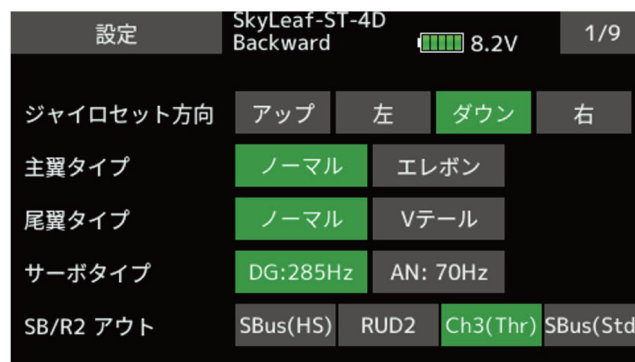 設定 SkyLeaf-ST-4D 1/9
Backward 8.2V
ジャイロセット方向 アップ 左 ダウン 右
主翼タイプ ノーマル エレボン
尾翼タイプ ノーマル Vテール
サーボタイプ DG:285Hz AN: 70Hz
SB/R2 アウト SBus(HS) RUD2 Ch3(Thr) SBus(Std